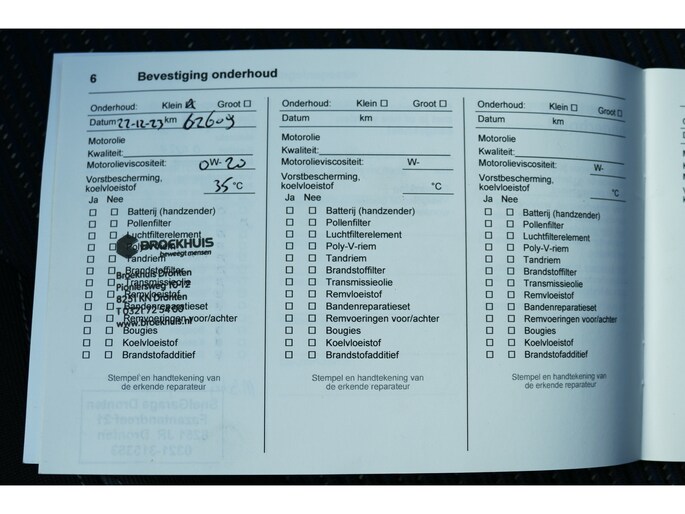 6 Bevestiging onderhoud
Onderhoud: Klein Groot
Datum 22-12-23 km 62609
Motorolie
Kwaliteit:
Motorolieviscositeit: 0W-20
Vorstbescherming,
koelvloeistof 35 °C
Ja Nee
Batterij (handzender)
Pollenfilter
Luchtfilterelement
Poly-V-riem
Tandriem
Brandstoffilter
Transmissieolie
Remvloeistof
Bandenreparatieset
Remvoeringen voor/achter
Bougies
Koelvloeistof
Brandstofadditief
BROEKHUIS
beweegt mensen
Broekhuis Dronten
Pioniersweg 10-12
8251 KN Dronten
T 0321 72 54 00
www.broekhuis.nl
Stempel en handtekening van
de erkende reparateur
Onderhoud: Klein Groot
Datum km
Motorolie
Kwaliteit:
Motorolieviscositeit: W-
Vorstbescherming,
koelvloeistof °C
Ja Nee
Batterij (handzender)
Pollenfilter
Luchtfilterelement
Poly-V-riem
Tandriem
Brandstoffilter
Transmissieolie
Remvloeistof
Bandenreparatieset
Remvoeringen voor/achter
Bougies
Koelvloeistof
Brandstofadditief
Stempel en handtekening van
de erkende reparateur
Onderhoud: Klein Groot
Datum km
Motorolie
Kwaliteit:
Motorolieviscositeit: W-
Vorstbescherming,
koelvloeistof °C
Ja Nee
Batterij (handzender)
Pollenfilter
Luchtfilterelement
Poly-V-riem
Tandriem
Brandstoffilter
Transmissieolie
Remvloeistof
Bandenreparatieset
Remvoeringen voor/achter
Bougies
Koelvloeistof
Brandstofadditief
Stempel en handtekening van
de erkende reparateur